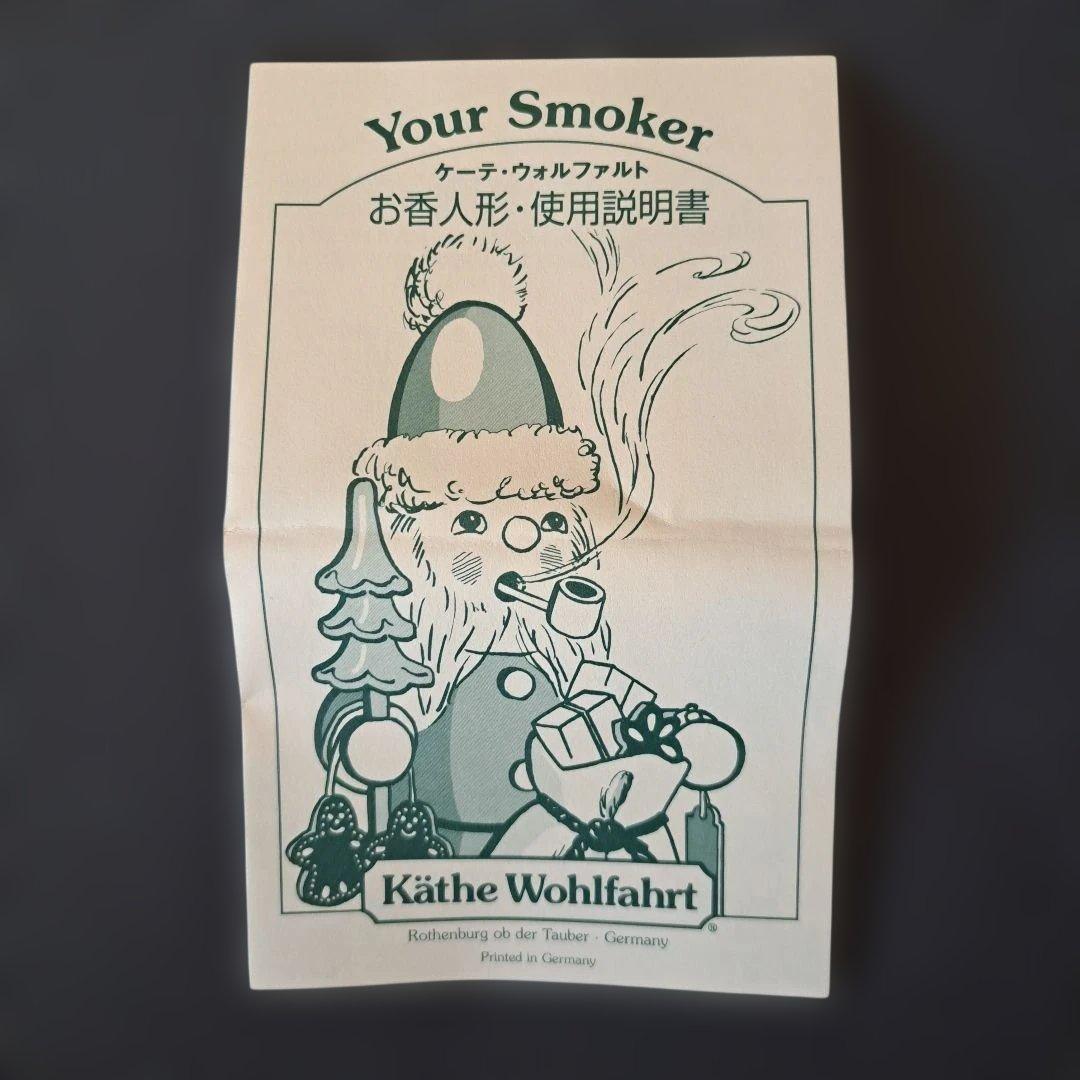 Your Smoker
ケーテ・ウォルファルト
お香人形・使用説明書
Käthe Wohlfahrt
®
Rothenburg ob der Tauber · Germany
Printed in Germany